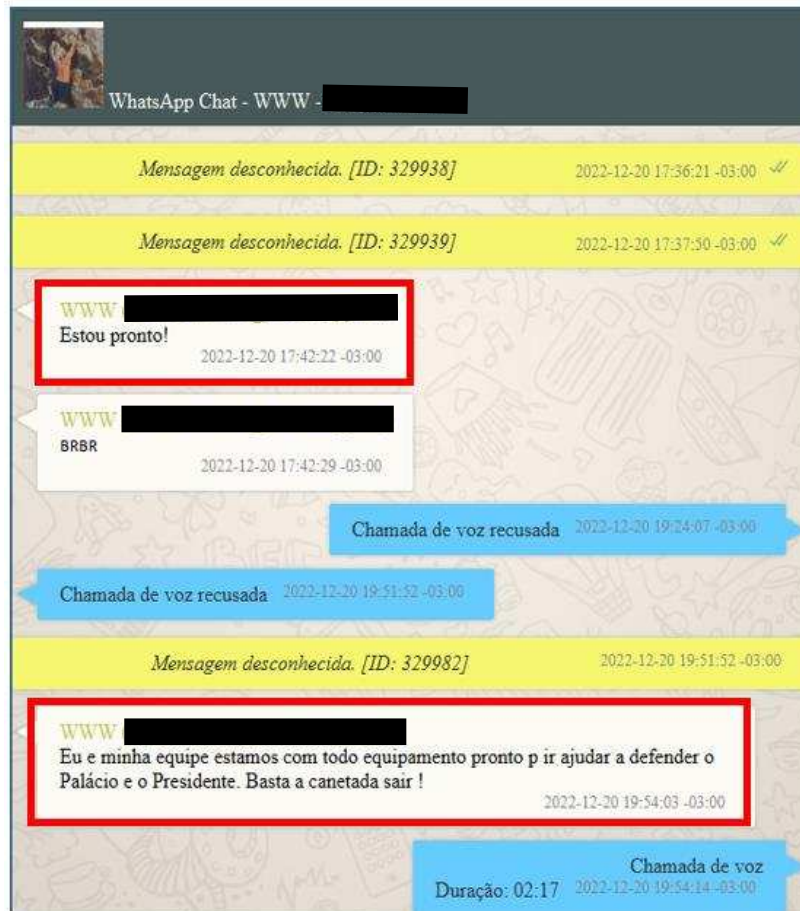 WhatsApp Chat - WWW -
Mensagem desconhecida. [ID: 329938] 2022-12-20 17:36:21 -03:00
Mensagem desconhecida. [ID: 329939] 2022-12-20 17:37:50 -03:00
WWW
Estou pronto!
2022-12-20 17:42:22 -03:00
WWW
BRBR
2022-12-20 17:42:29 -03:00
Chamada de voz recusada 2022-12-20 19:24:07 -03:00
Chamada de voz recusada 2022-12-20 19:51:52 -03:00
Mensagem desconhecida. [ID: 329982] 2022-12-20 19:51:52 -03:00
WWW
Eu e minha equipe estamos com todo equipamento pronto p ir ajudar a defender o
Palácio e o Presidente. Basta a canetada sair !
2022-12-20 19:54:03 -03:00
Chamada de voz
Duração: 02:17 2022-12-20 19:54:14 -03:00